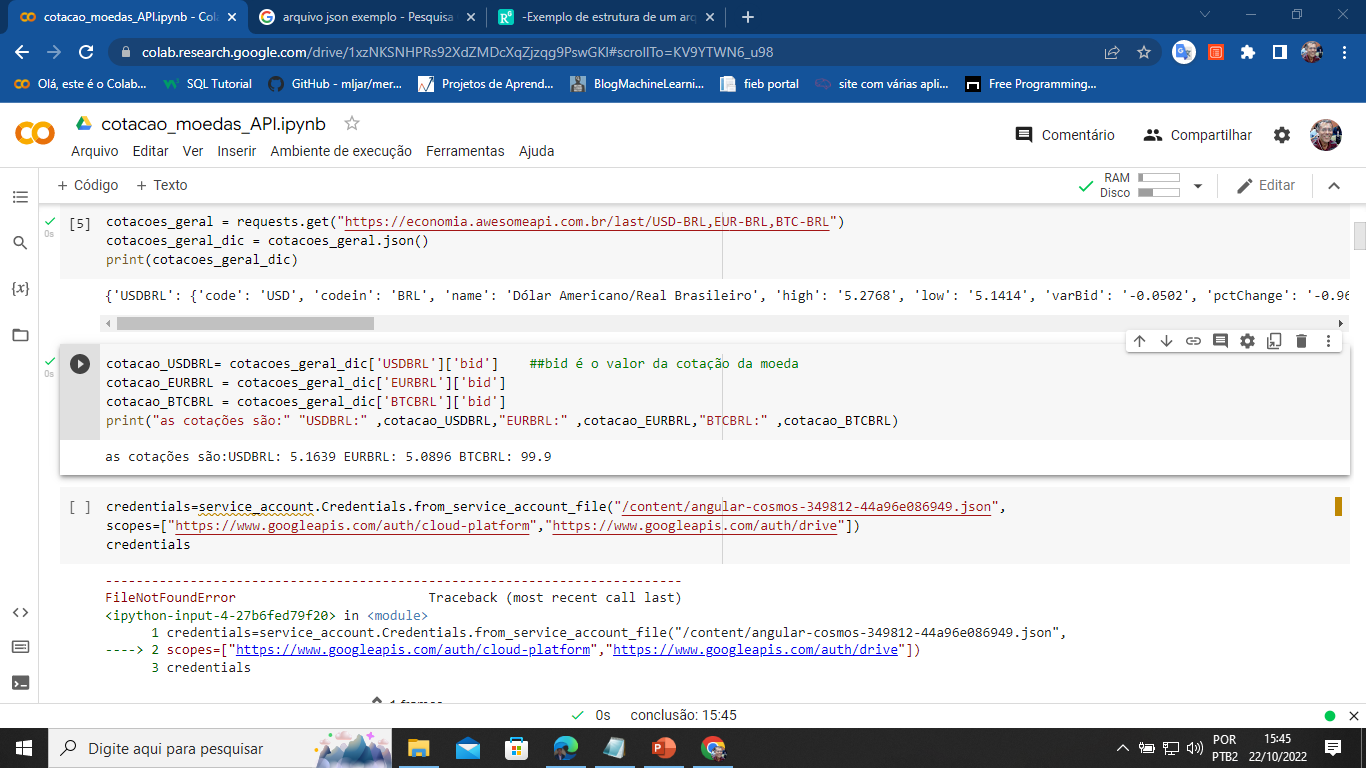 cotacao_moedas_API.ipynb - Cola
arquivo json exemplo - Pesquisa
-Exemplo de estrutura de um arq
colab.research.google.com/drive/1xzNKSNHPRs92XdZMDcXqZjzqg9PswGKI#scrollTo=KV9YTWN6_u98
Olá, este é o Colab...
SQL Tutorial
GitHub - mljar/mer...
Projetos de Aprend...
BlogMachineLearni...
fieb portal
site com várias apli...
Free Programming...
cotacao_moedas_API.ipynb
Comentário
Compartilhar
Arquivo Editar Ver Inserir Ambiente de execução Ferramentas Ajuda
+ Código + Texto
RAM
Disco
Editar
[5]
0s
cotacoes_geral = requests.get("https://economia.awesomeapi.com.br/last/USD-BRL,EUR-BRL,BTC-BRL")
cotacoes_geral_dic = cotacoes_geral.json()
print(cotacoes_geral_dic)
{'USDBRL': {'code': 'USD', 'codein': 'BRL', 'name': 'Dólar Americano/Real Brasileiro', 'high': '5.2768', 'low': '5.1414', 'varBid': '-0.0502', 'pctChange': '-0.96
0s
cotacao_USDBRL= cotacoes_geral_dic['USDBRL']['bid'] ##bid é o valor da cotação da moeda
cotacao_EURBRL = cotacoes_geral_dic['EURBRL']['bid']
cotacao_BTCBRL = cotacoes_geral_dic['BTCBRL']['bid']
print("as cotações são:" "USDBRL:" ,cotacao_USDBRL,"EURBRL:" ,cotacao_EURBRL,"BTCBRL:" ,cotacao_BTCBRL)
as cotações são:USDBRL: 5.1639 EURBRL: 5.0896 BTCBRL: 99.9
[ ]
credentials=service_account.Credentials.from_service_account_file("/content/angular-cosmos-349812-44a96e086949.json",
scopes=["https://www.googleapis.com/auth/cloud-platform","https://www.googleapis.com/auth/drive"])
credentials
---------------------------------------------------------------------------
FileNotFoundError Traceback (most recent call last)
<ipython-input-4-27b6fed79f20> in <module>
1 credentials=service_account.Credentials.from_service_account_file("/content/angular-cosmos-349812-44a96e086949.json",
----> 2 scopes=["https://www.googleapis.com/auth/cloud-platform","https://www.googleapis.com/auth/drive"])
3 credentials
0s conclusão: 15:45
Digite aqui para pesquisar
POR
PTB2
15:45
22/10/2022